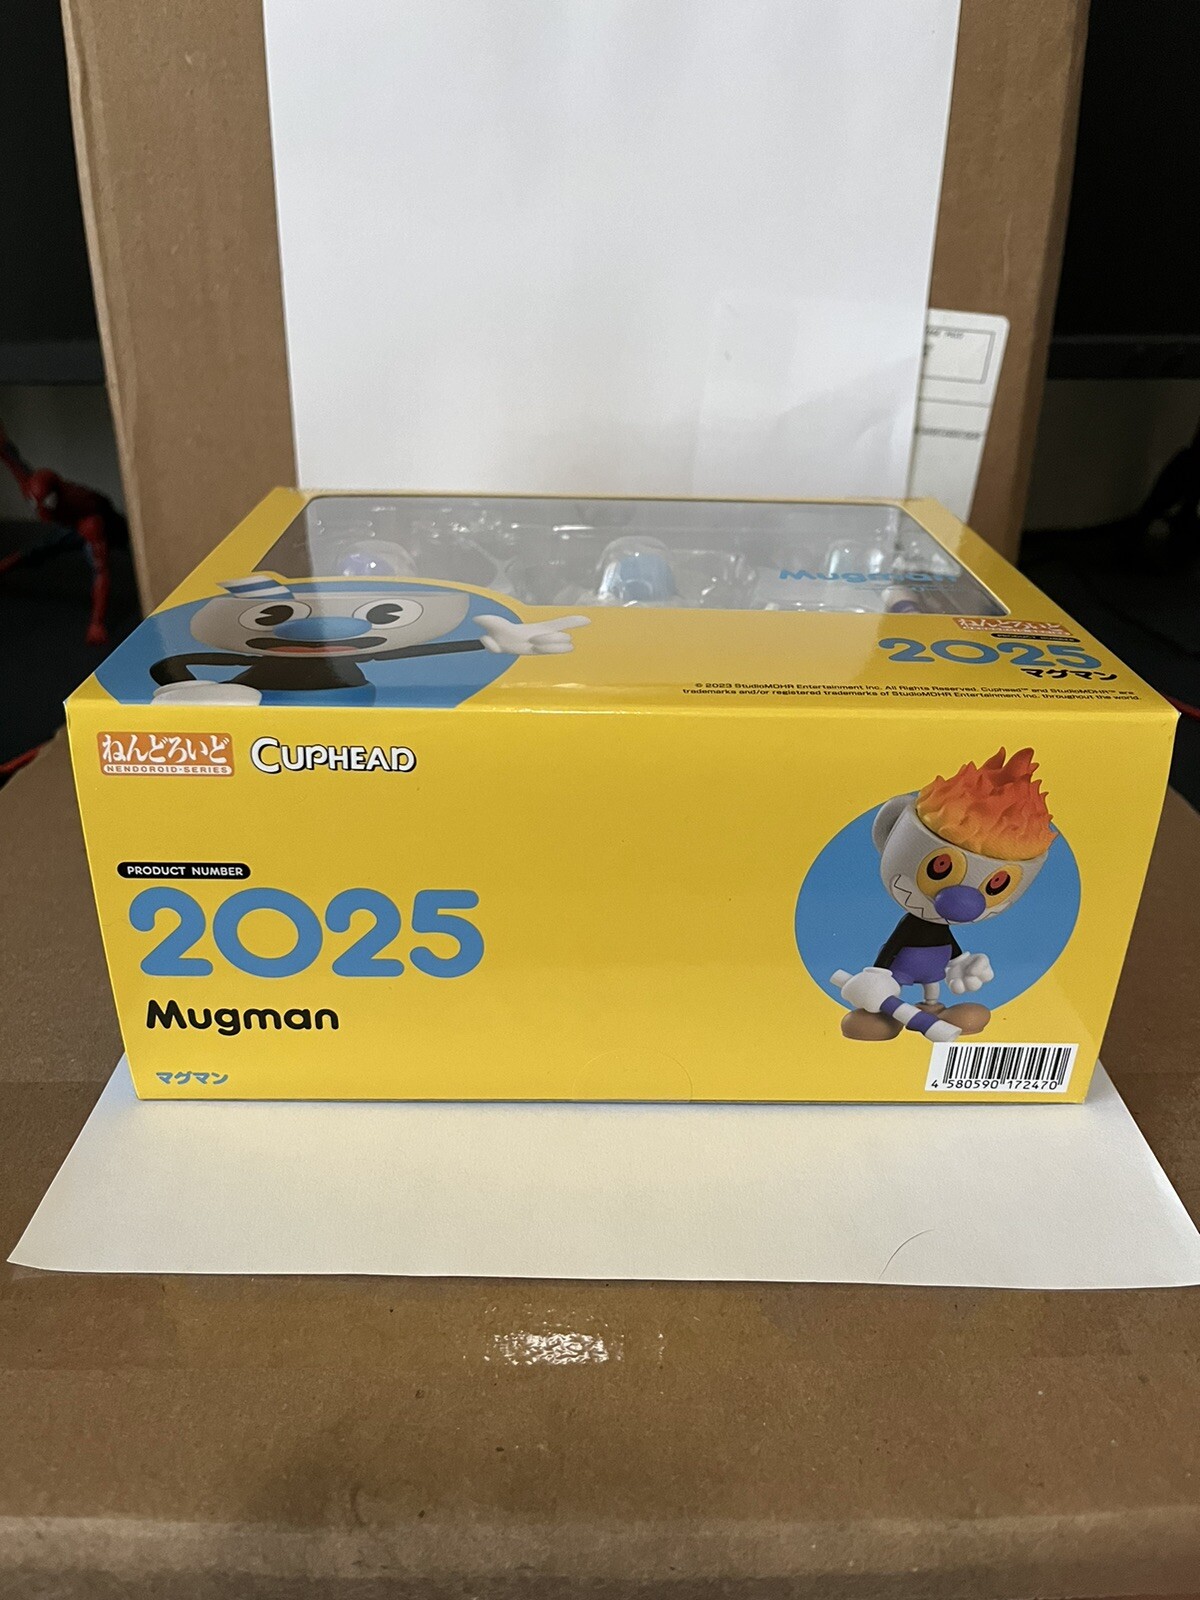 Mugman
ねんどろいど
2025
マグマン
© 2023 StudioMDHR Entertainment Inc. All Rights Reserved. Cuphead™ and StudioMDHR™ are
trademarks and/or registered trademarks of StudioMDHR Entertainment Inc. throughout the world.
ねんどろいど
NENDOROID·SERIES
CUPHEAD
PRODUCT NUMBER
2025
Mugman
マグマン
4 580590 172470